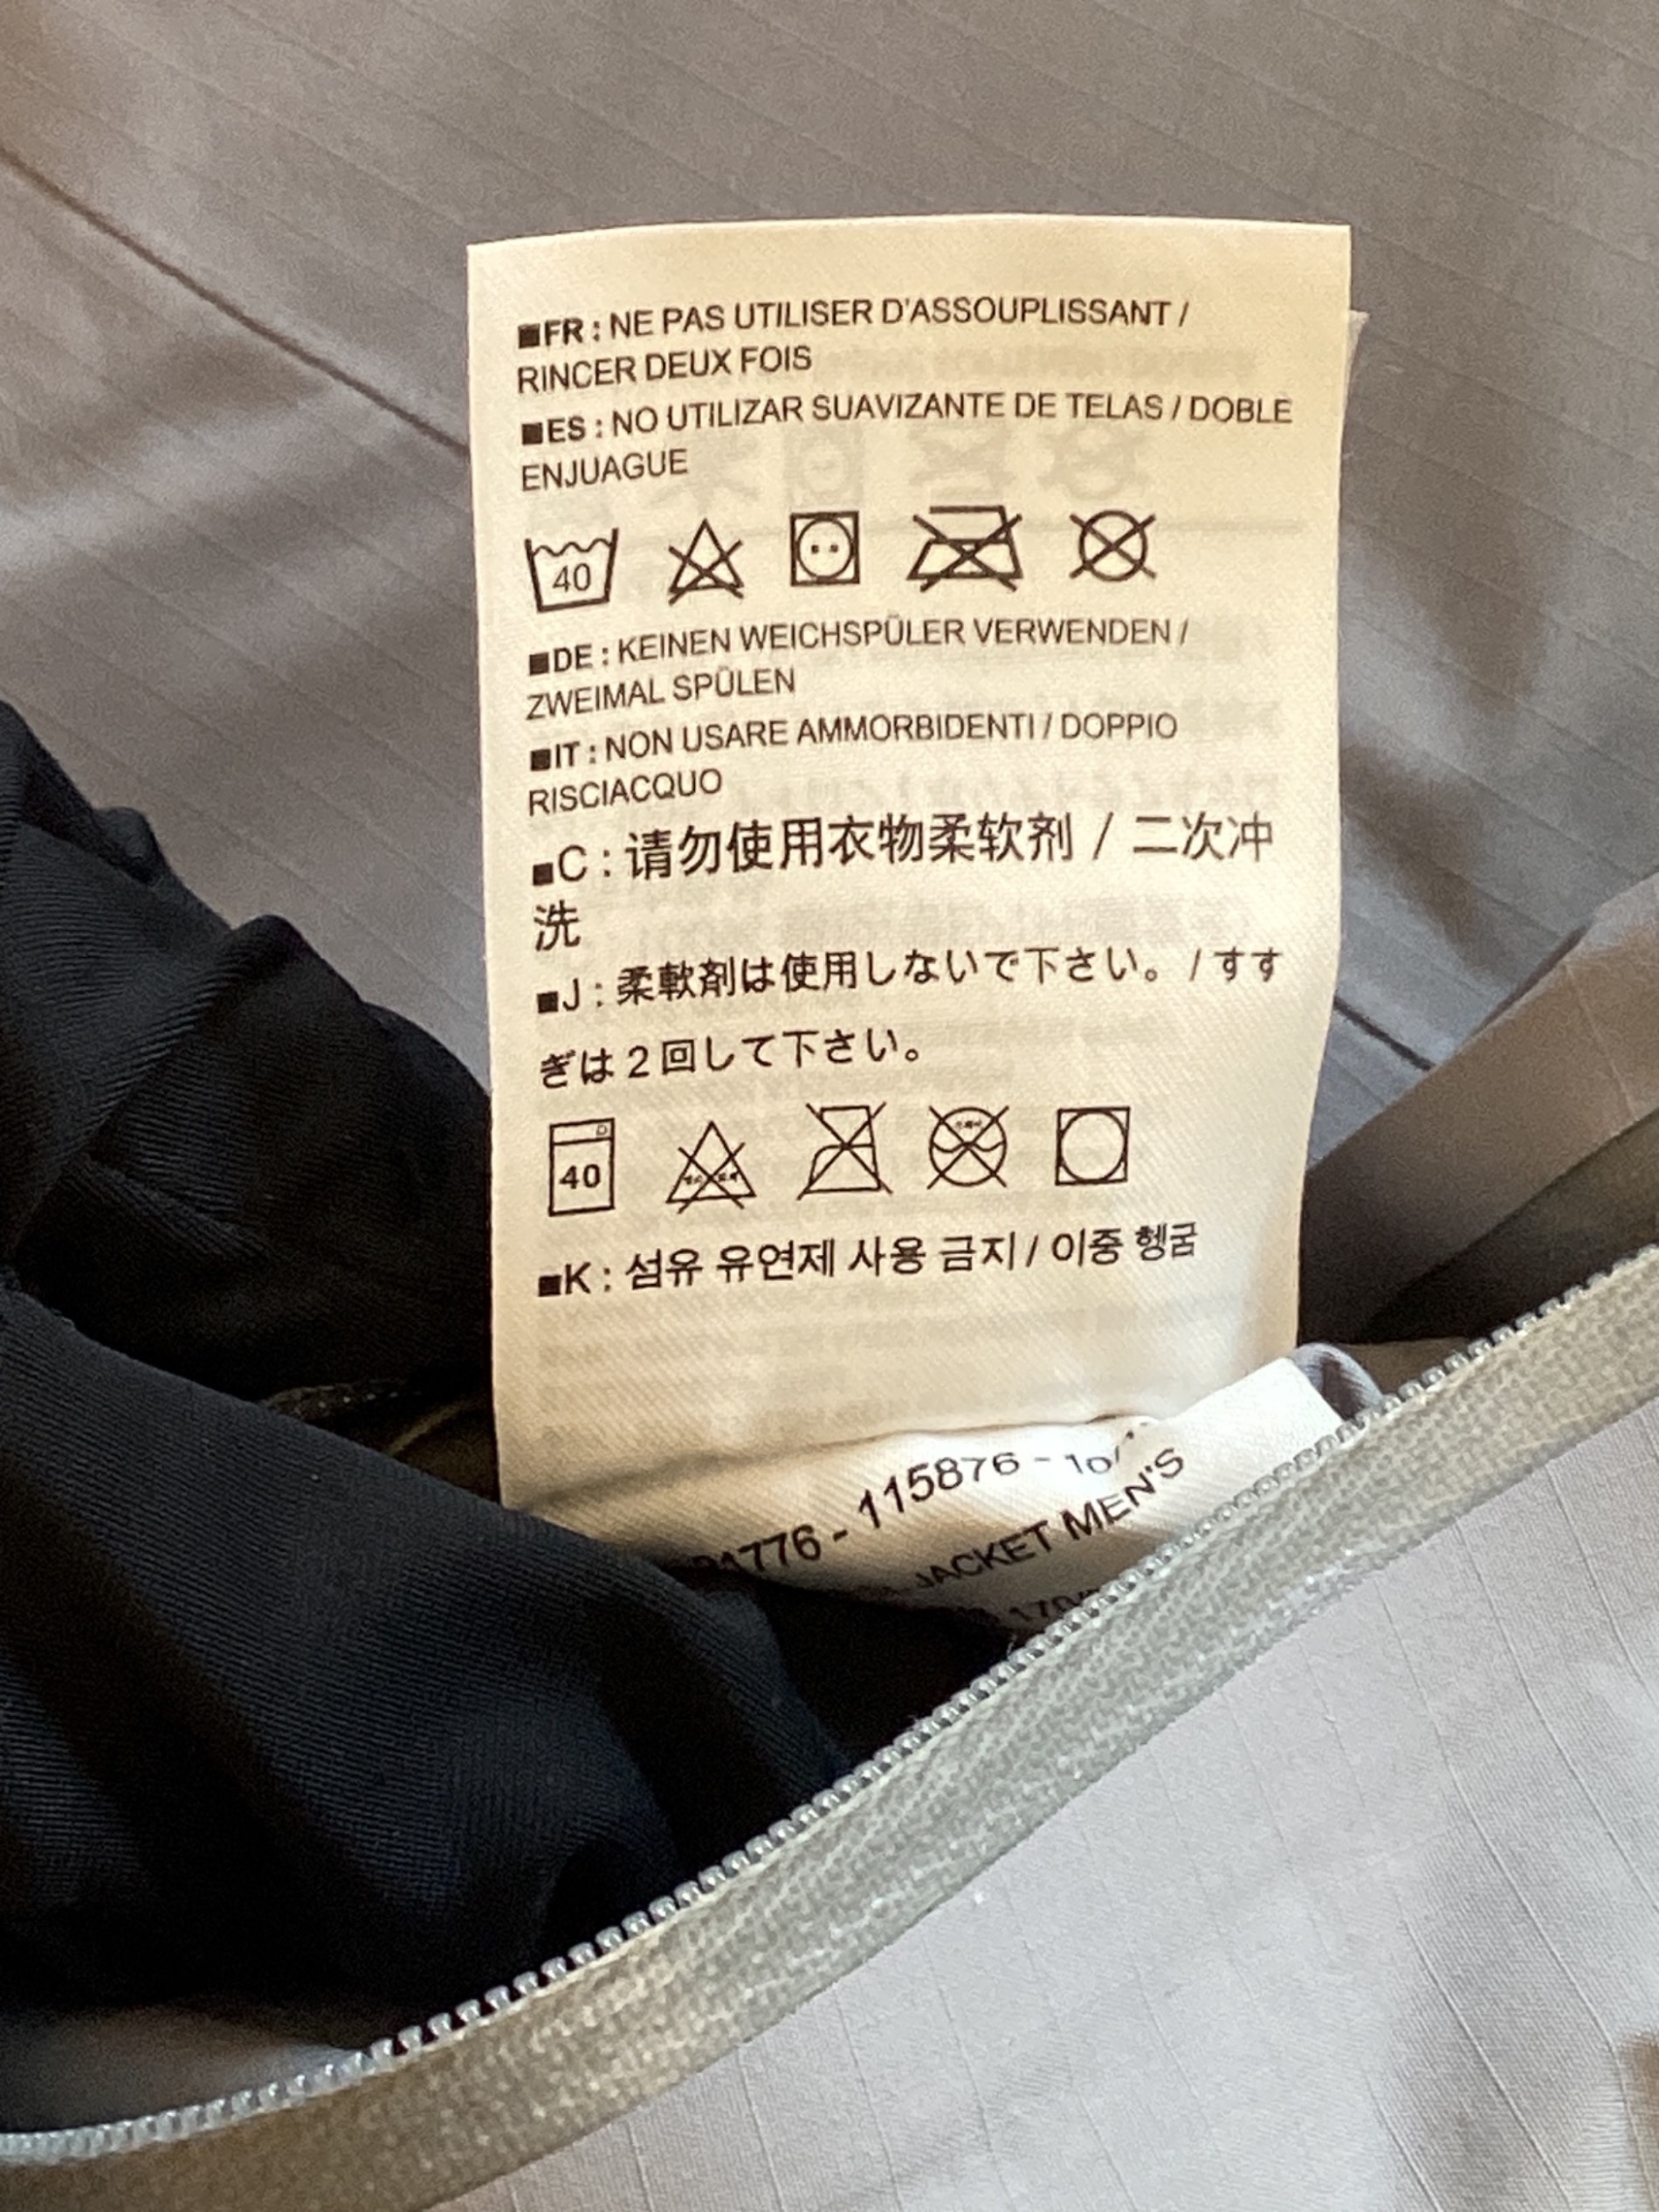 ■FR : NE PAS UTILISER D'ASSOUPLISSANT /
RINCER DEUX FOIS
■ES : NO UTILIZAR SUAVIZANTE DE TELAS / DOBLE
ENJUAGUE
40
■DE : KEINEN WEICHSPÜLER VERWENDEN /
ZWEIMAL SPÜLEN
■IT : NON USARE AMMORBIDENTI / DOPPIO
RISCIACQUO
■C : 请勿使用衣物柔软剂 / 二次冲
洗
■J : 柔軟剤は使用しないで下さい。 / すす
ぎは 2 回して下さい。
40
■K : 섬유 유연제 사용 금지 / 이중 헹굼
1776 - 115876 - 10/
JACKET MEN'S